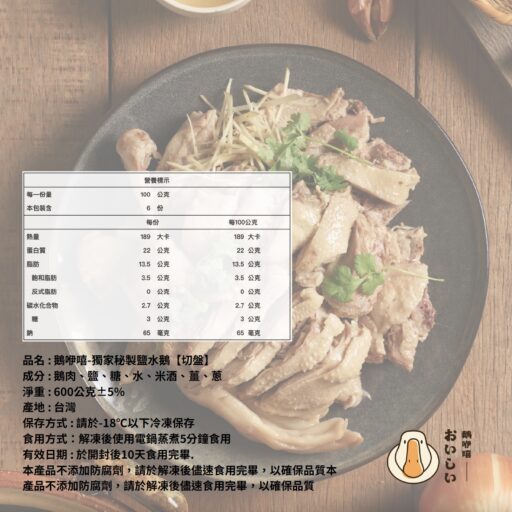 營養標示
每一份量 100 公克
本包裝含 6 份
每份 每100公克
熱量 189 大卡 189 大卡
蛋白質 22 公克 22 公克
脂肪 13.5 公克 13.5 公克
飽和脂肪 3.5 公克 3.5 公克
反式脂肪 0 公克 0 公克
碳水化合物 2.7 公克 2.7 公克
糖 3 公克 3 公克
鈉 65 毫克 65 毫克
品名 : 鵝咿嘻-獨家秘製鹽水鵝【切盤】
成分 : 鵝肉、鹽、糖、水、米酒、薑、蔥
淨重 : 600公克±5%
產地 : 台灣
保存方式 : 請於-18°C以下冷凍保存
食用方式 : 解凍後使用電鍋蒸煮5分鐘食用
有效日期 : 於開封後10天食用完畢.
本產品不添加防腐劑，請於解凍後儘速食用完畢，以確保品質本
產品不添加防腐劑，請於解凍後儘速食用完畢，以確保品質
鵝咿嘻